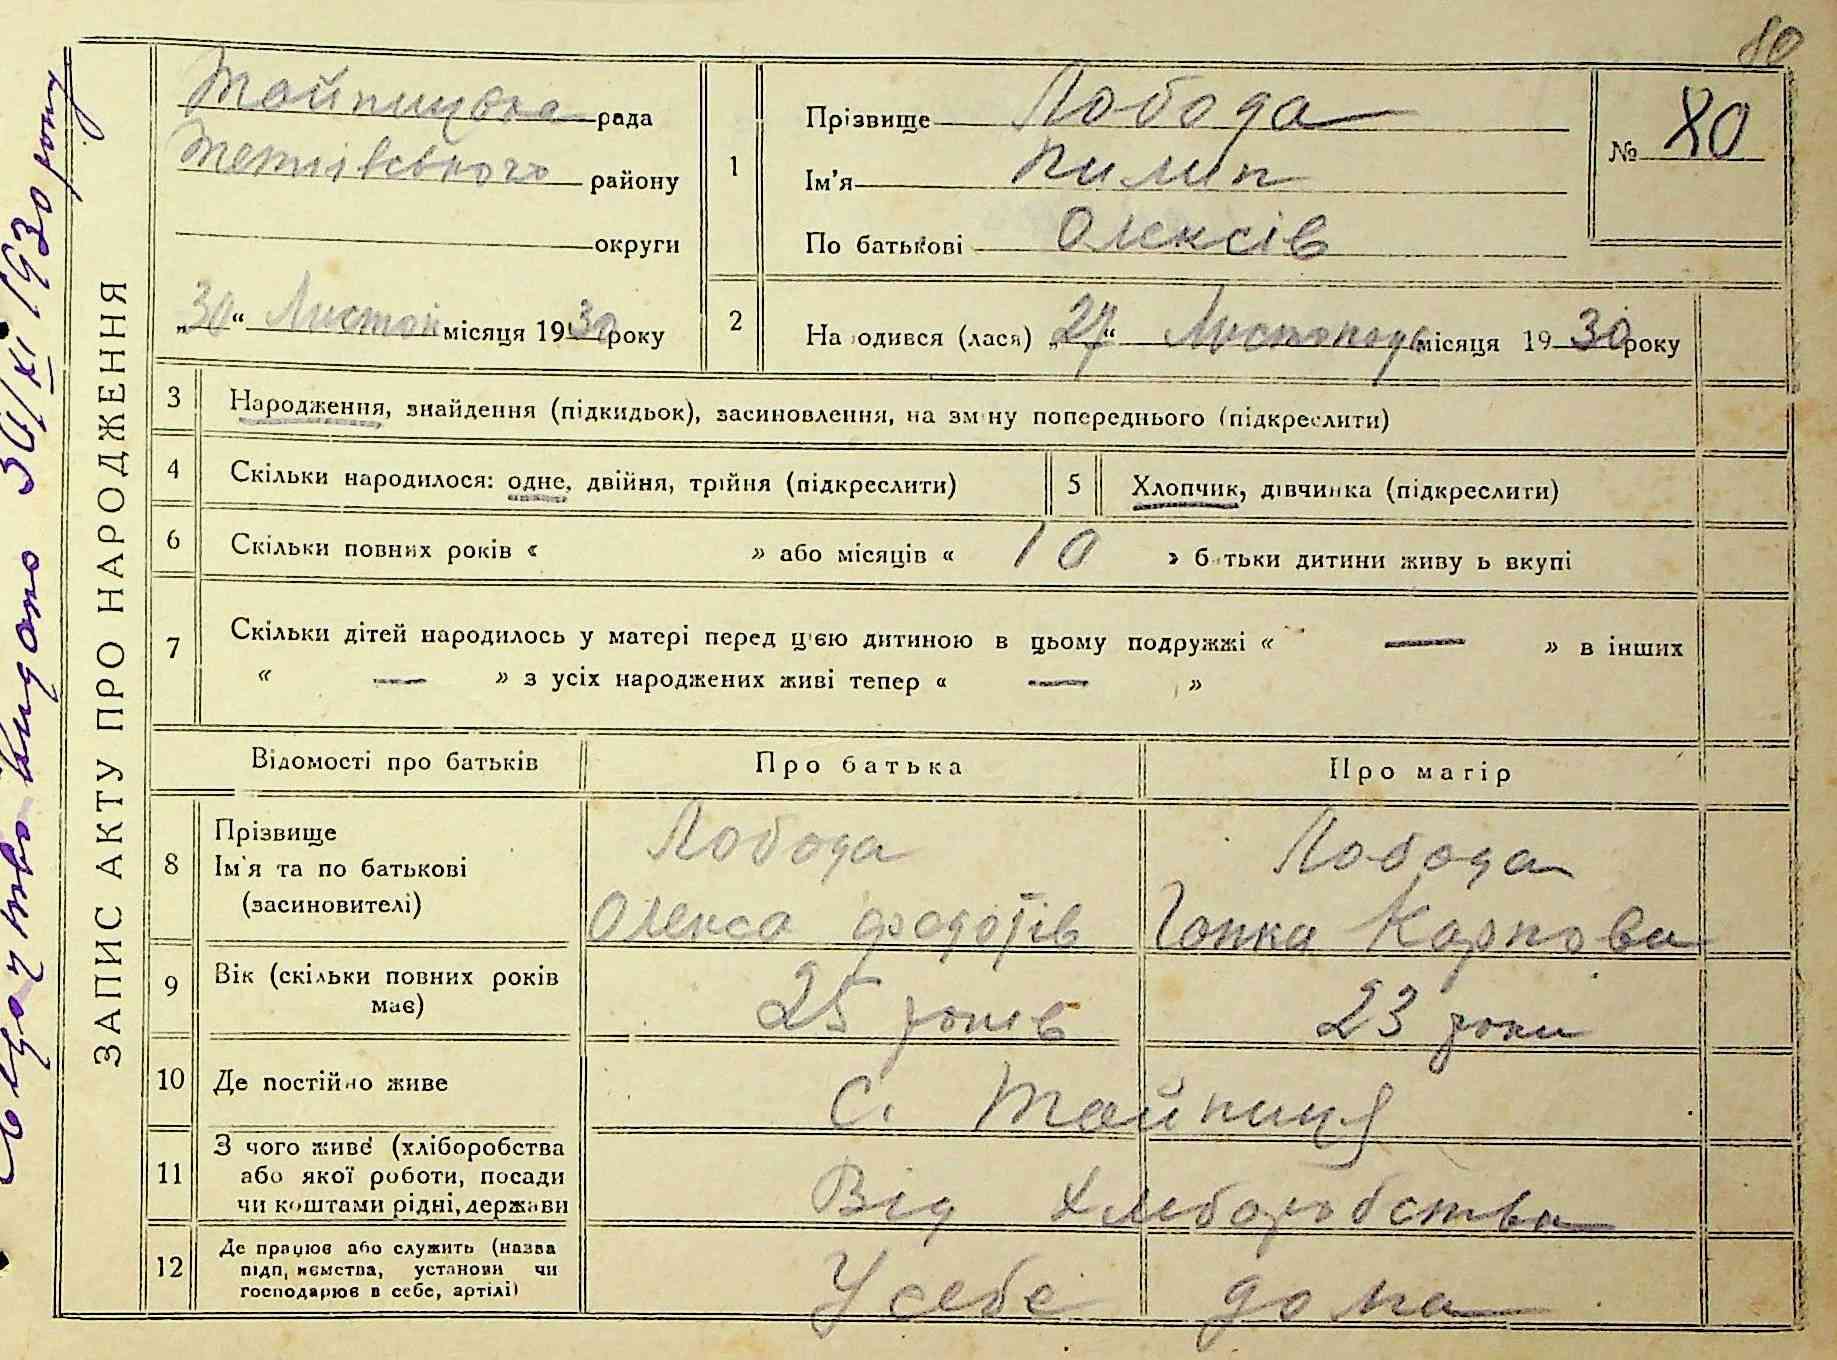 80
ЗАПИС АКТУ ПРО НАРОДЖЕННЯ
видано 30/XI 1930 року
Тайницька рада
Тетіївського району
округи
„30“ Листоп місяця 1930 року
1
Прізвище Лобода
Ім'я Пилип
По батькові Олексів
№ 80
2
Народився (лася) „27“ Листопада місяця 1930 року
3 Народження, знайдення (підкидьок), засиновлення, на зміну попереднього (підкреслити)
4 Скільки народилося: одне, двійня, трійня (підкреслити)
5 Хлопчик, дівчинка (підкреслити)
6 Скільки повних років « » або місяців « 10 » батьки дитини живуть вкупі
7 Скільки дітей народилось у матері перед цією дитиною в цьому подружжі « — » в інших
« — » з усіх народжених живі тепер « — »
Відомості про батьків Про батька Про матір
8 Прізвище
Ім'я та по батькові
(засиновителі)
Лобода
Олекса Федотів
Лобода
Гапка Карпова
9 Вік (скільки повних років
має)
25 років
23 роки
10 Де постійно живе
с. Тайниця
11 З чого живе (хліборобства
або якої роботи, посади
чи коштами рідні, держави
Від хліборобства
12 Де працює або служить (назва
підприємства, установи чи
господарює в себе, артілі)
У себе дома